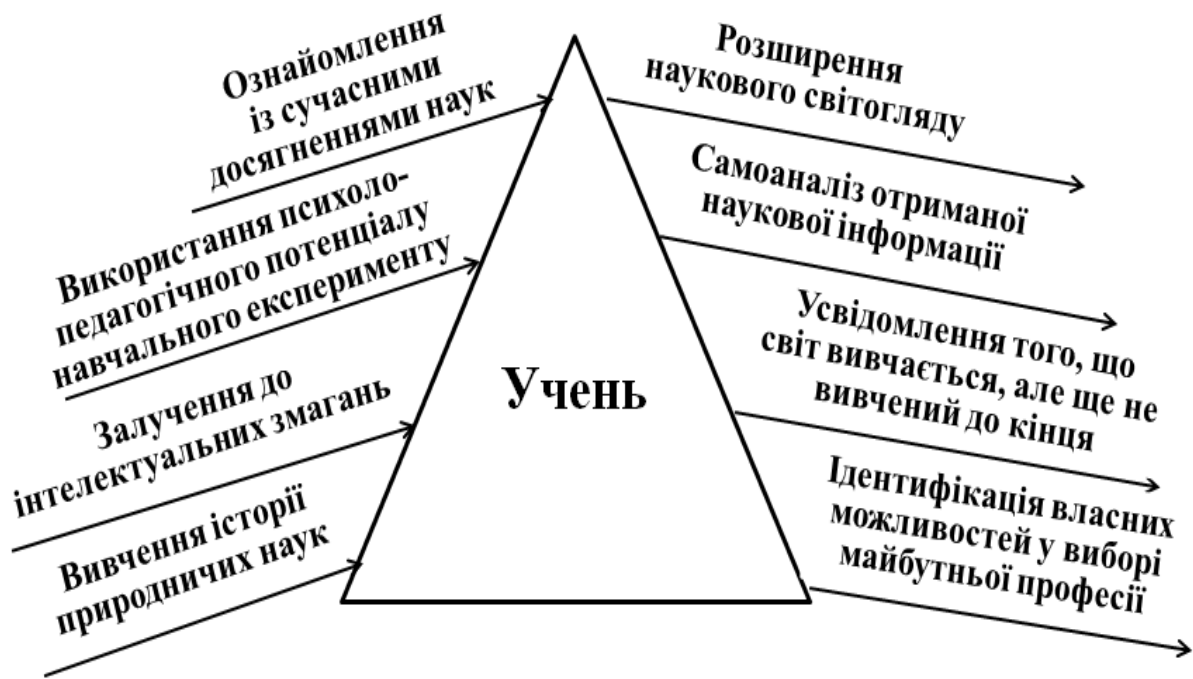 Ознайомлення
із сучасними
досягненнями наук
Використання психоло-
педагогічного потенціалу
навчального експерименту
Залучення до
інтелектуальних змагань
Вивчення історії
природничих наук
Учень
Розширення
наукового світогляду
Самоаналіз отриманої
наукової інформації
Усвідомлення того, що
світ вивчається, але ще не
вивчений до кінця
Ідентифікація власних
можливостей у виборі
майбутньої професії